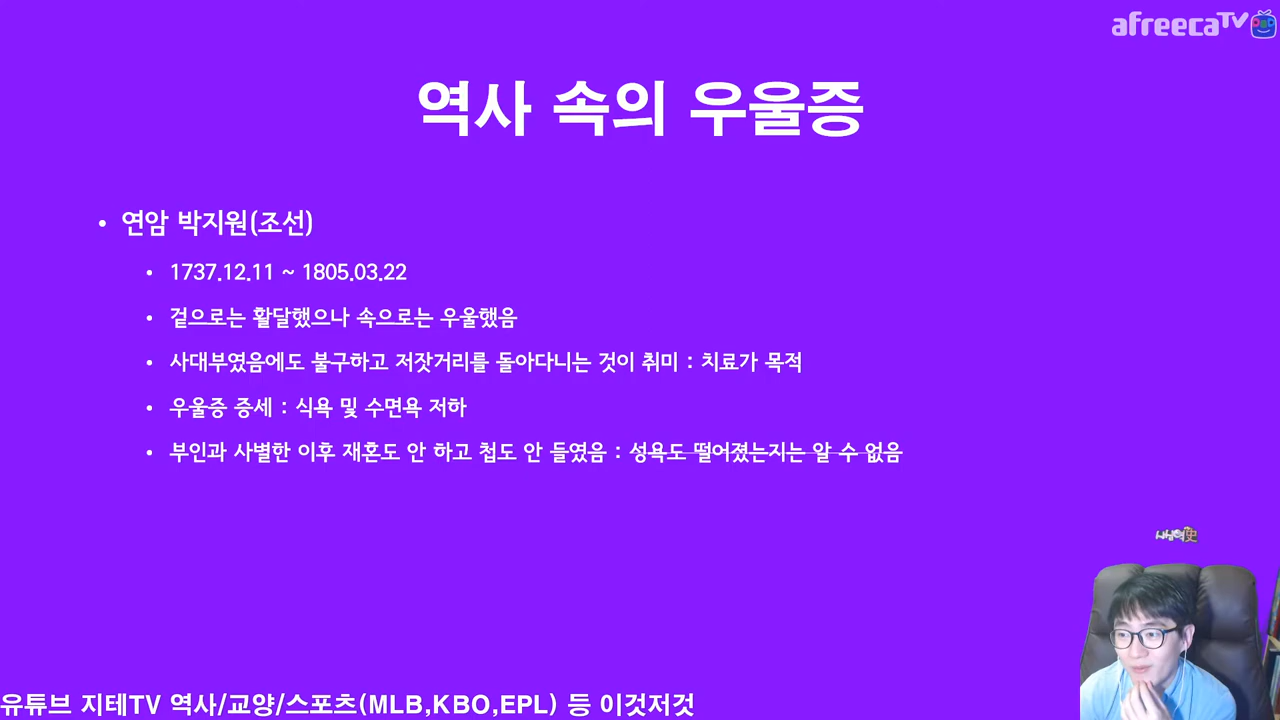 afreecaTV
역사 속의 우울증
• 연암 박지원(조선)
• 1737.12.11 ~ 1805.03.22
• 겉으로는 활달했으나 속으로는 우울했음
• 사대부였음에도 불구하고 저잣거리를 돌아다니는 것이 취미 : 치료가 목적
• 우울증 증세 : 식욕 및 수면욕 저하
• 부인과 사별한 이후 재혼도 안 하고 첩도 안 들였음 : 성욕도 떨어졌는지는 알 수 없음
유튜브 지테TV 역사/교양/스포츠(MLB,KBO,EPL) 등 이것저것